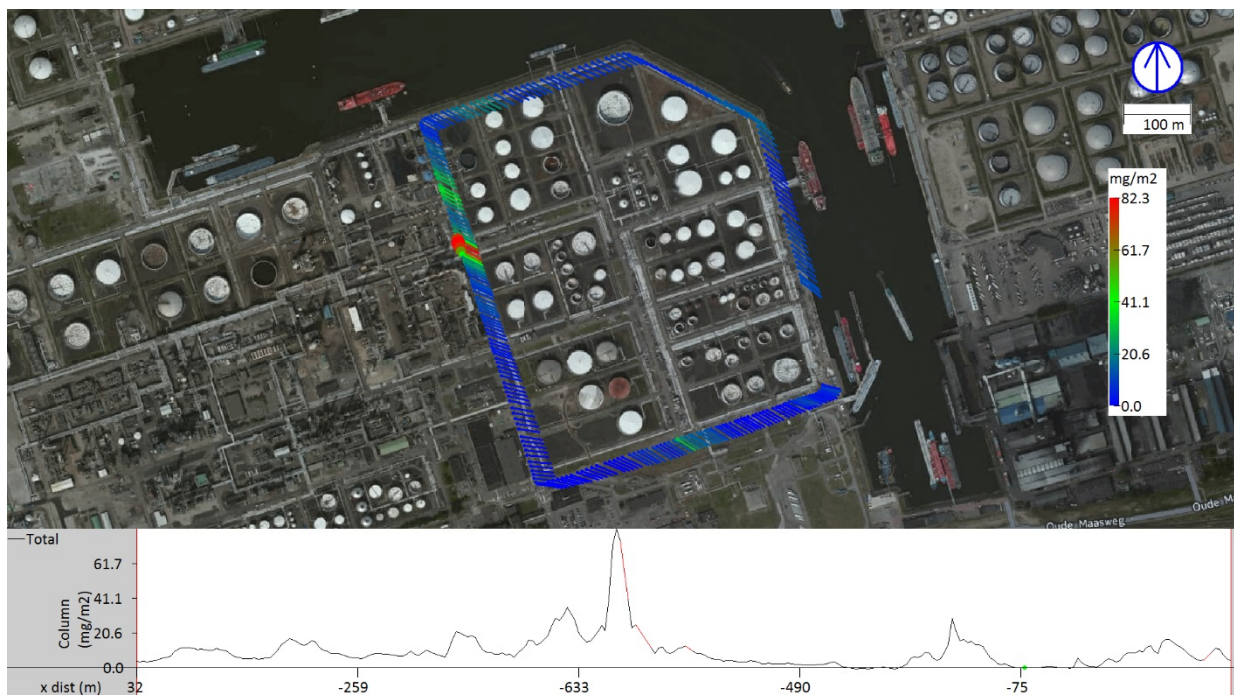 100 m
mg/m2
82.3
61.7
41.1
20.6
0.0
Oude Maasweg
Total
61.7
41.1
20.6
0.0
Column
(mg/m2)
x dist (m)
32
-259
-633
-490
-75